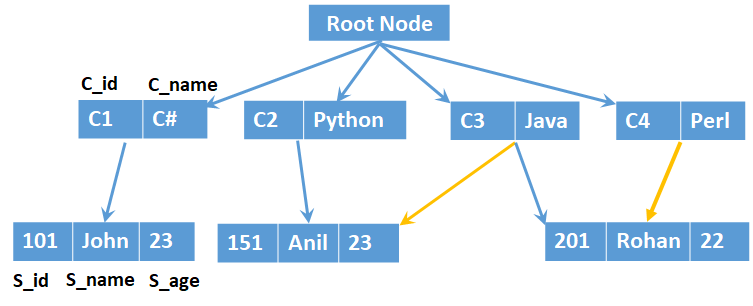 Root Node
C_id C_name
C1 C# C2 Python C3 Java C4 Perl
101 John 23 151 Anil 23 201 Rohan 22
S_id S_name S_age